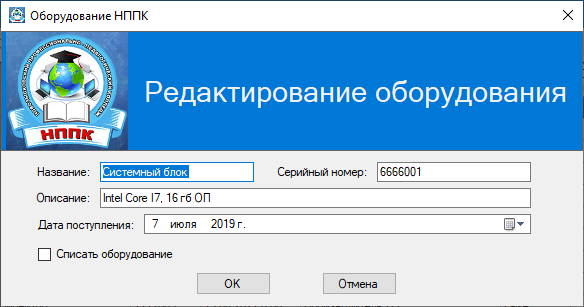 Оборудование НППК
НППК
Редактирование оборудования
Название: Системный блок Серийный номер: 6666001
Описание: Intel Core I7, 16 гб ОП
Дата поступления: 7 июля 2019 г.
Списать оборудование
OK Отмена